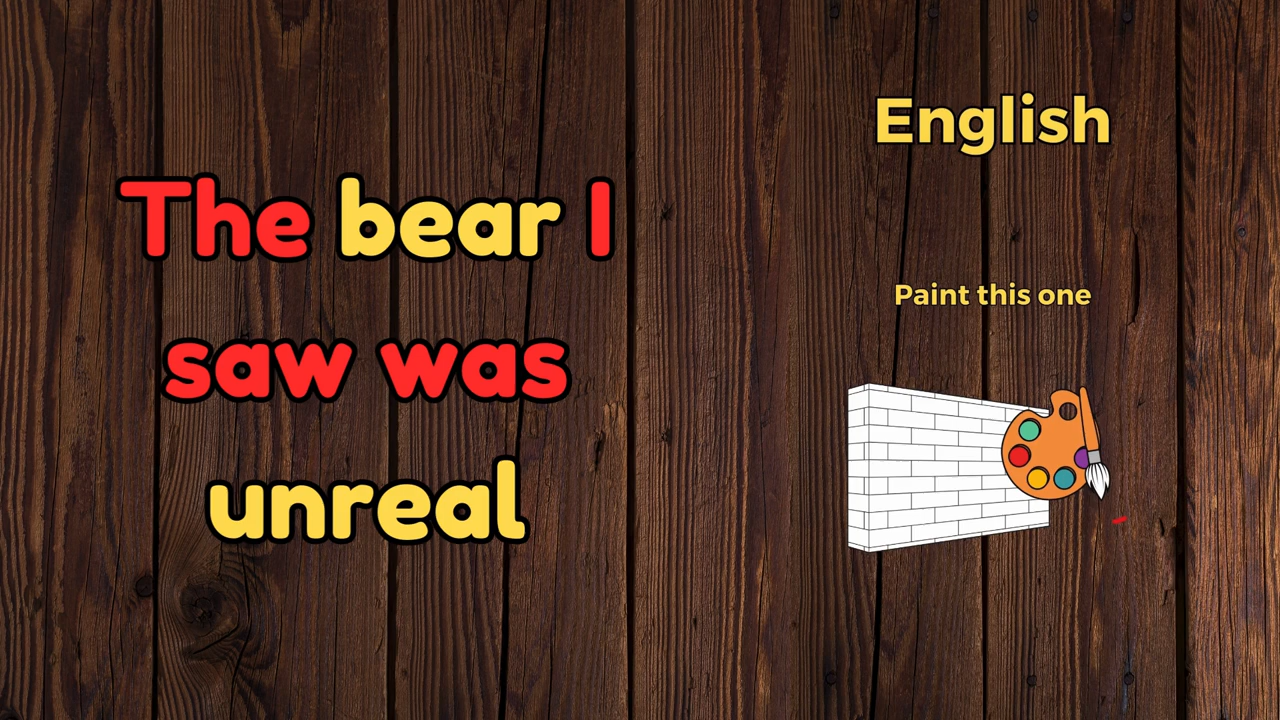 The bear I
saw was
unreal
English
Paint this one